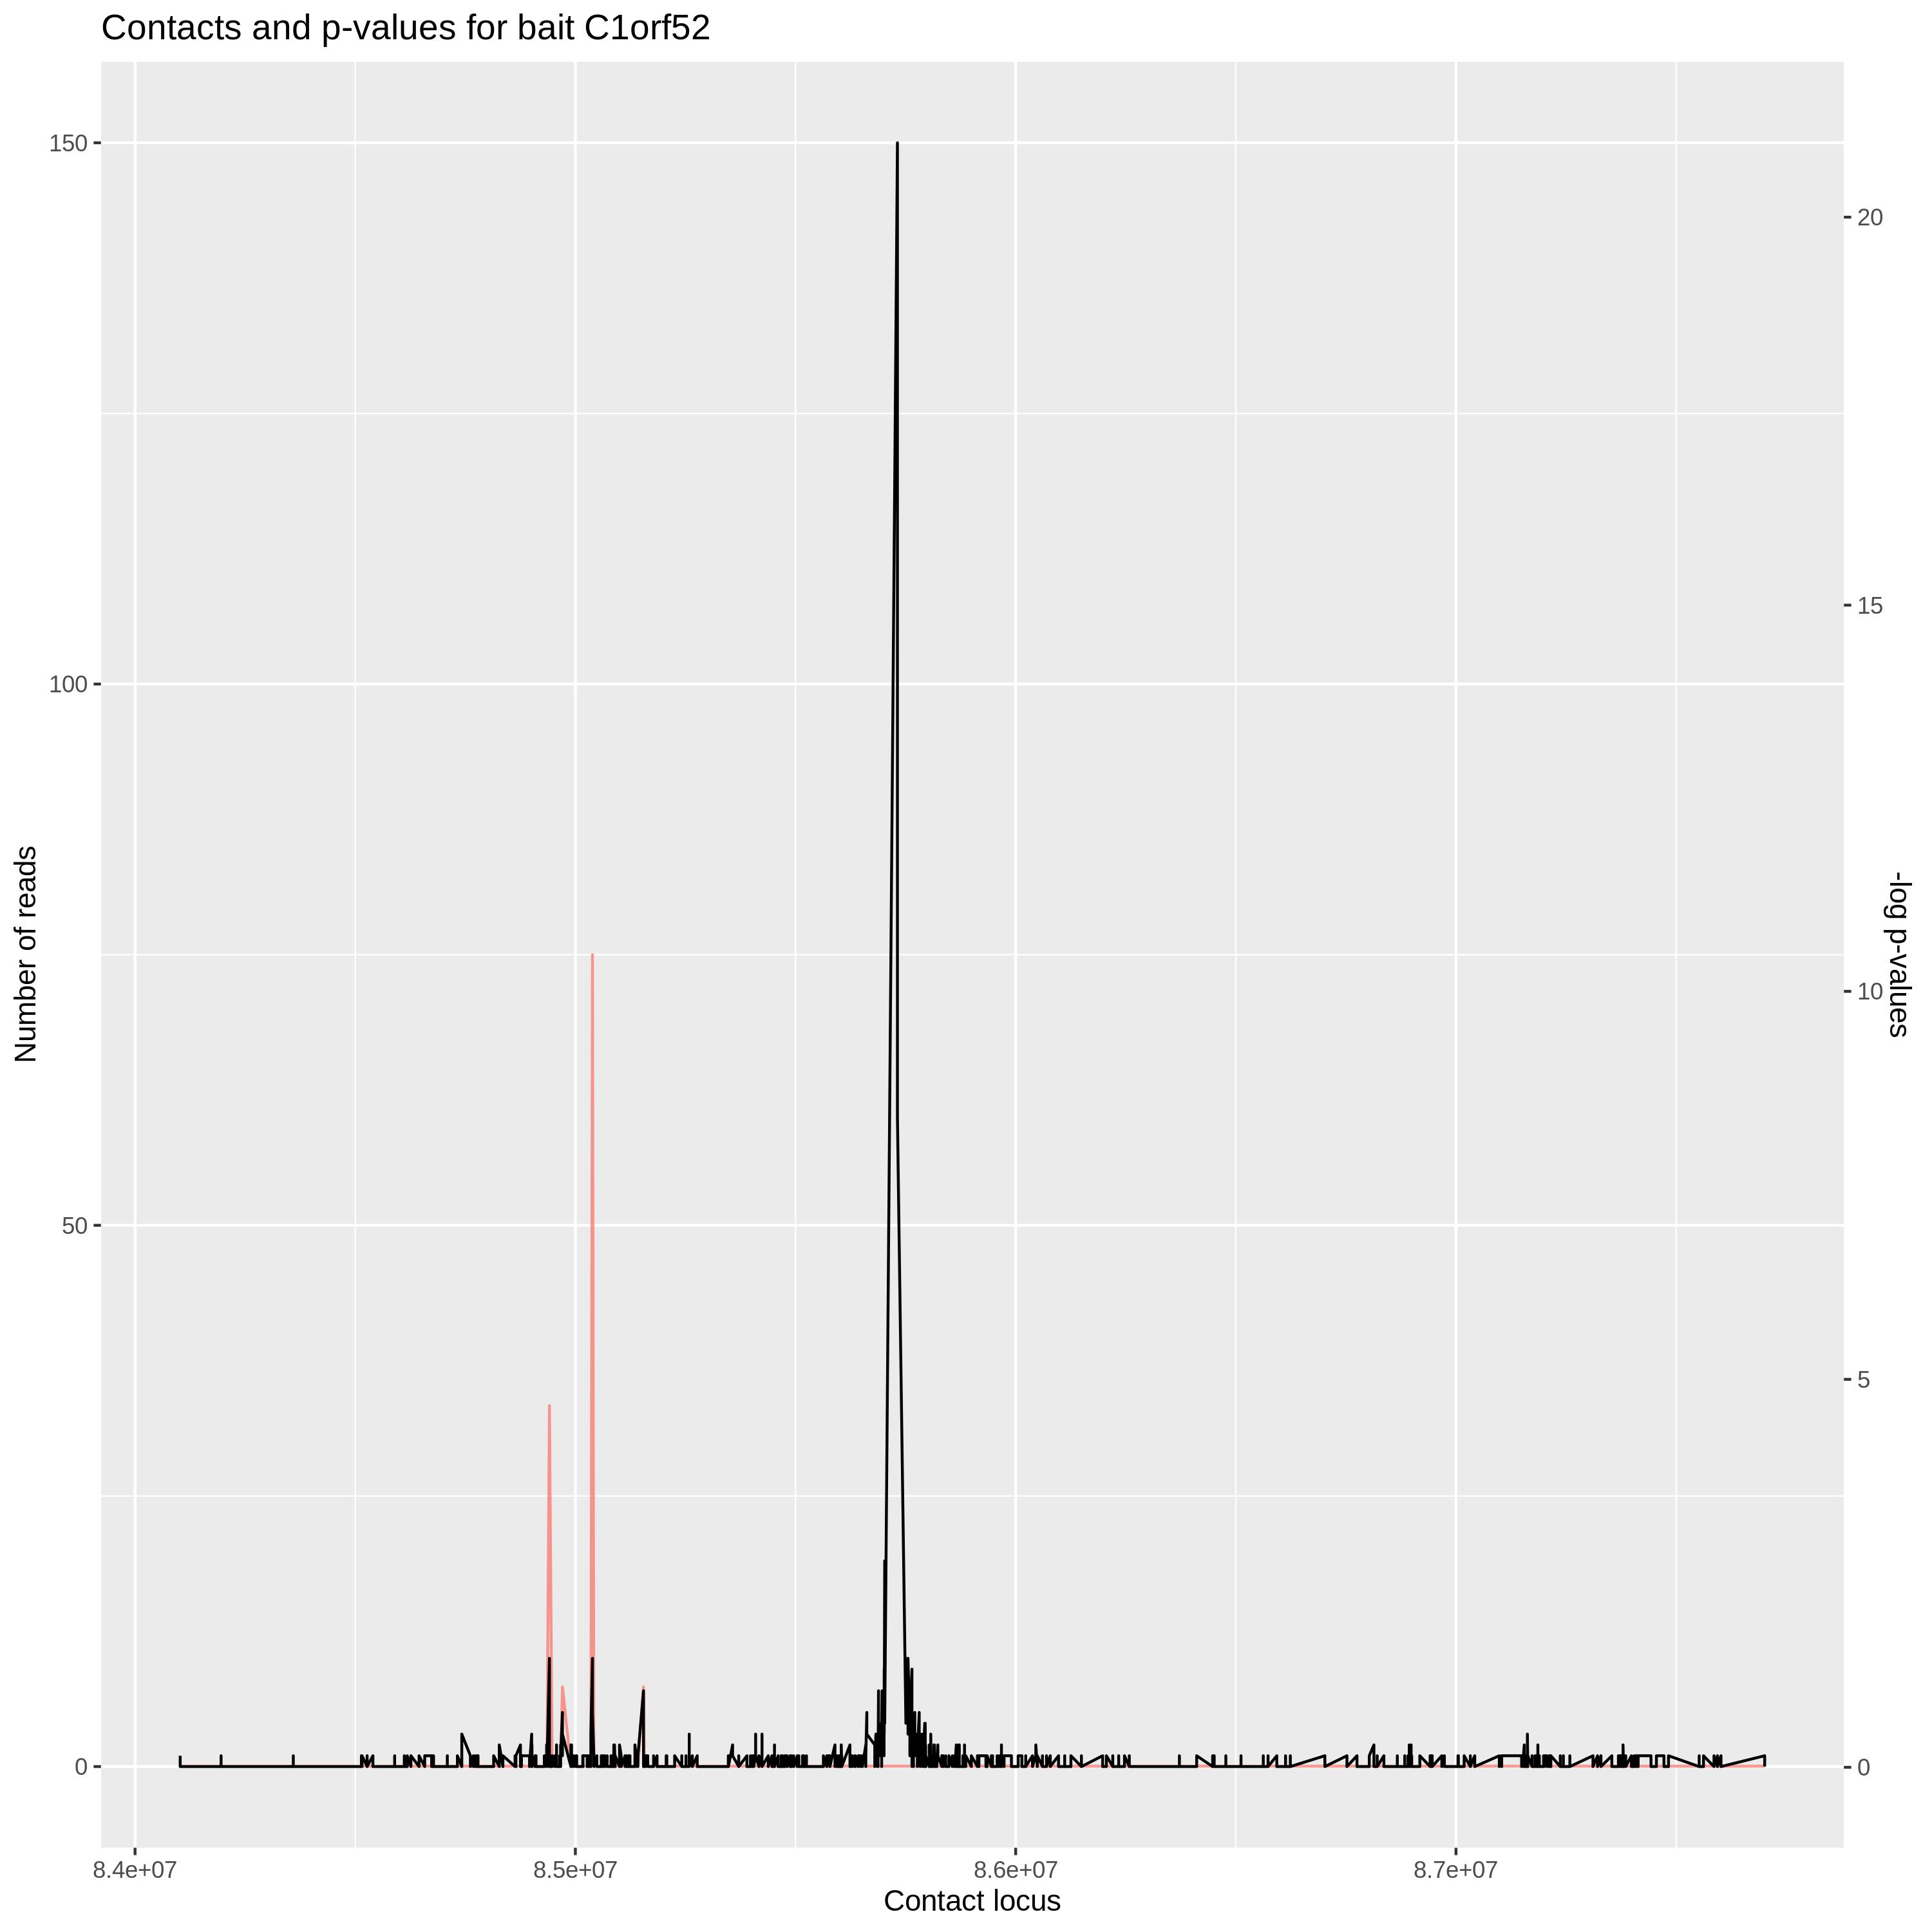 Contacts and p-values for bait C1orf52
150
100
50
0
Number of reads
20
15
10
5
0
-log p-values
8.4e+07
8.5e+07
8.6e+07
8.7e+07
Contact locus